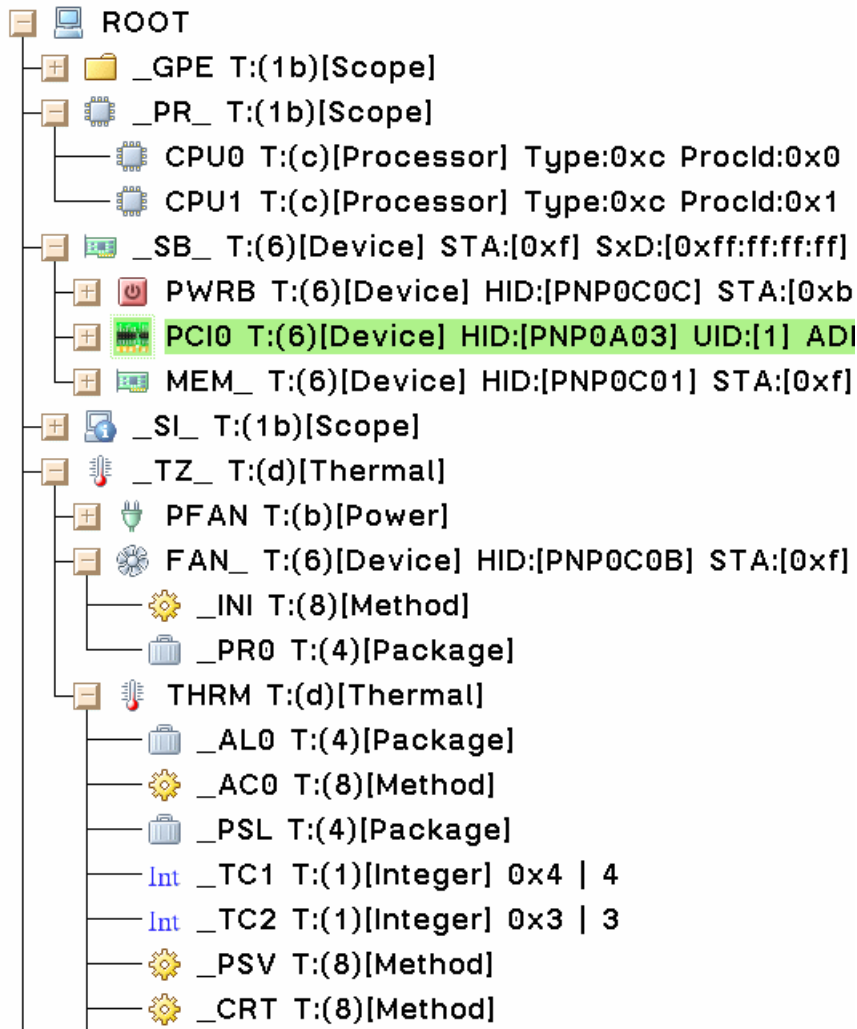 ROOT
_GPE T:(1b)[Scope]
_PR_ T:(1b)[Scope]
CPU0 T:(c)[Processor] Type:0xc ProcId:0x0
CPU1 T:(c)[Processor] Type:0xc ProcId:0x1
_SB_ T:(6)[Device] STA:[0xf] SxD:[0xff:ff:ff:ff]
PWRB T:(6)[Device] HID:[PNP0C0C] STA:[0xb
PCI0 T:(6)[Device] HID:[PNP0A03] UID:[1] ADI
MEM_ T:(6)[Device] HID:[PNP0C01] STA:[0xf]
_SI_ T:(1b)[Scope]
_TZ_ T:(d)[Thermal]
PFAN T:(b)[Power]
FAN_ T:(6)[Device] HID:[PNP0C0B] STA:[0xf]
_INI T:(8)[Method]
_PR0 T:(4)[Package]
THRM T:(d)[Thermal]
_AL0 T:(4)[Package]
_AC0 T:(8)[Method]
_PSL T:(4)[Package]
Int _TC1 T:(1)[Integer] 0x4 | 4
Int _TC2 T:(1)[Integer] 0x3 | 3
_PSV T:(8)[Method]
_CRT T:(8)[Method]